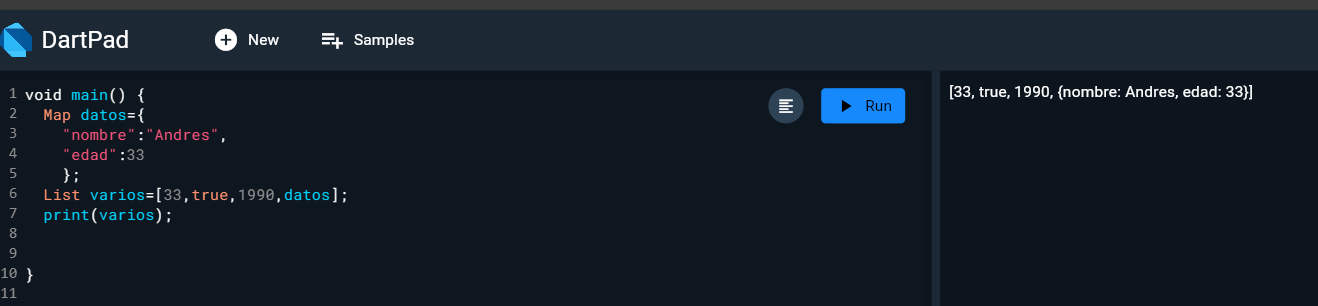 DartPad
New
Samples
1 void main() {
2 Map datos={
3 "nombre":"Andres",
4 "edad":33
5 };
6 List varios=[33,true,1990,datos];
7 print(varios);
8
9
10 }
11
Run
[33, true, 1990, {nombre: Andres, edad: 33}]